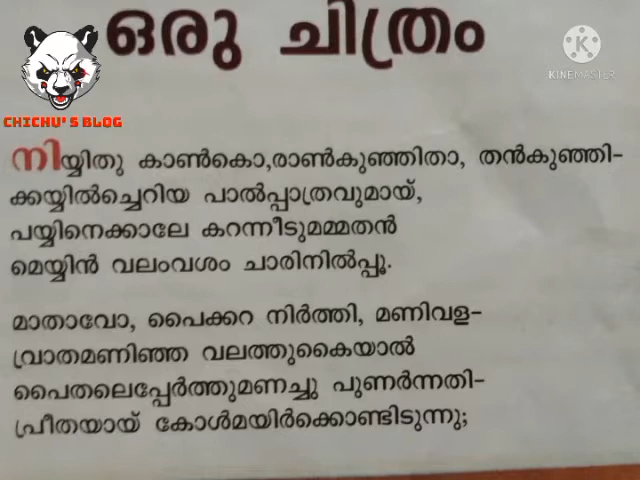 ഒരു ചിത്രം
KINEMASTER
CHICHU'S BLOG
നിയ്യിതു കാൺകൊ,രാൺകുഞ്ഞിതാ, തൻകുഞ്ഞി-
ക്കയ്യിൽച്ചെറിയ പാൽപ്പാത്രവുമായ്,
പയ്യിനെക്കാലേ കറന്നീടുമമ്മതൻ
മെയ്യിൻ വലംവശം ചാരിനിൽപ്പൂ.
മാതാവോ, പൈക്കറ നിർത്തി, മണിവള-
വ്രാതമണിഞ്ഞ വലത്തുകൈയാൽ
പൈതലെപ്പേർത്തുമണച്ചു പുണർന്നതി-
പ്രീതയായ് കോൾമയിർക്കൊണ്ടിടുന്നു;